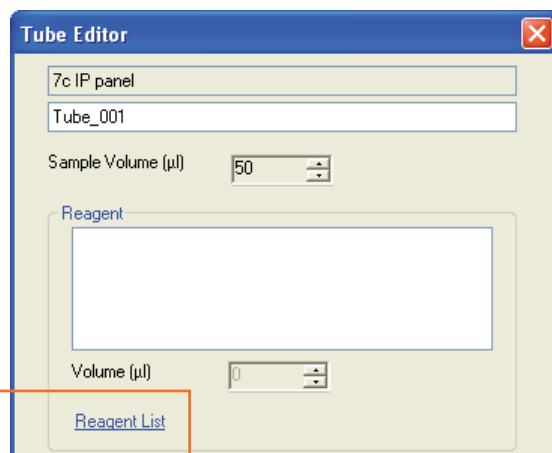 Tube Editor
7c IP panel
Tube_001
Sample Volume (µl) 50
Reagent
Volume (µl) 0
Reagent List